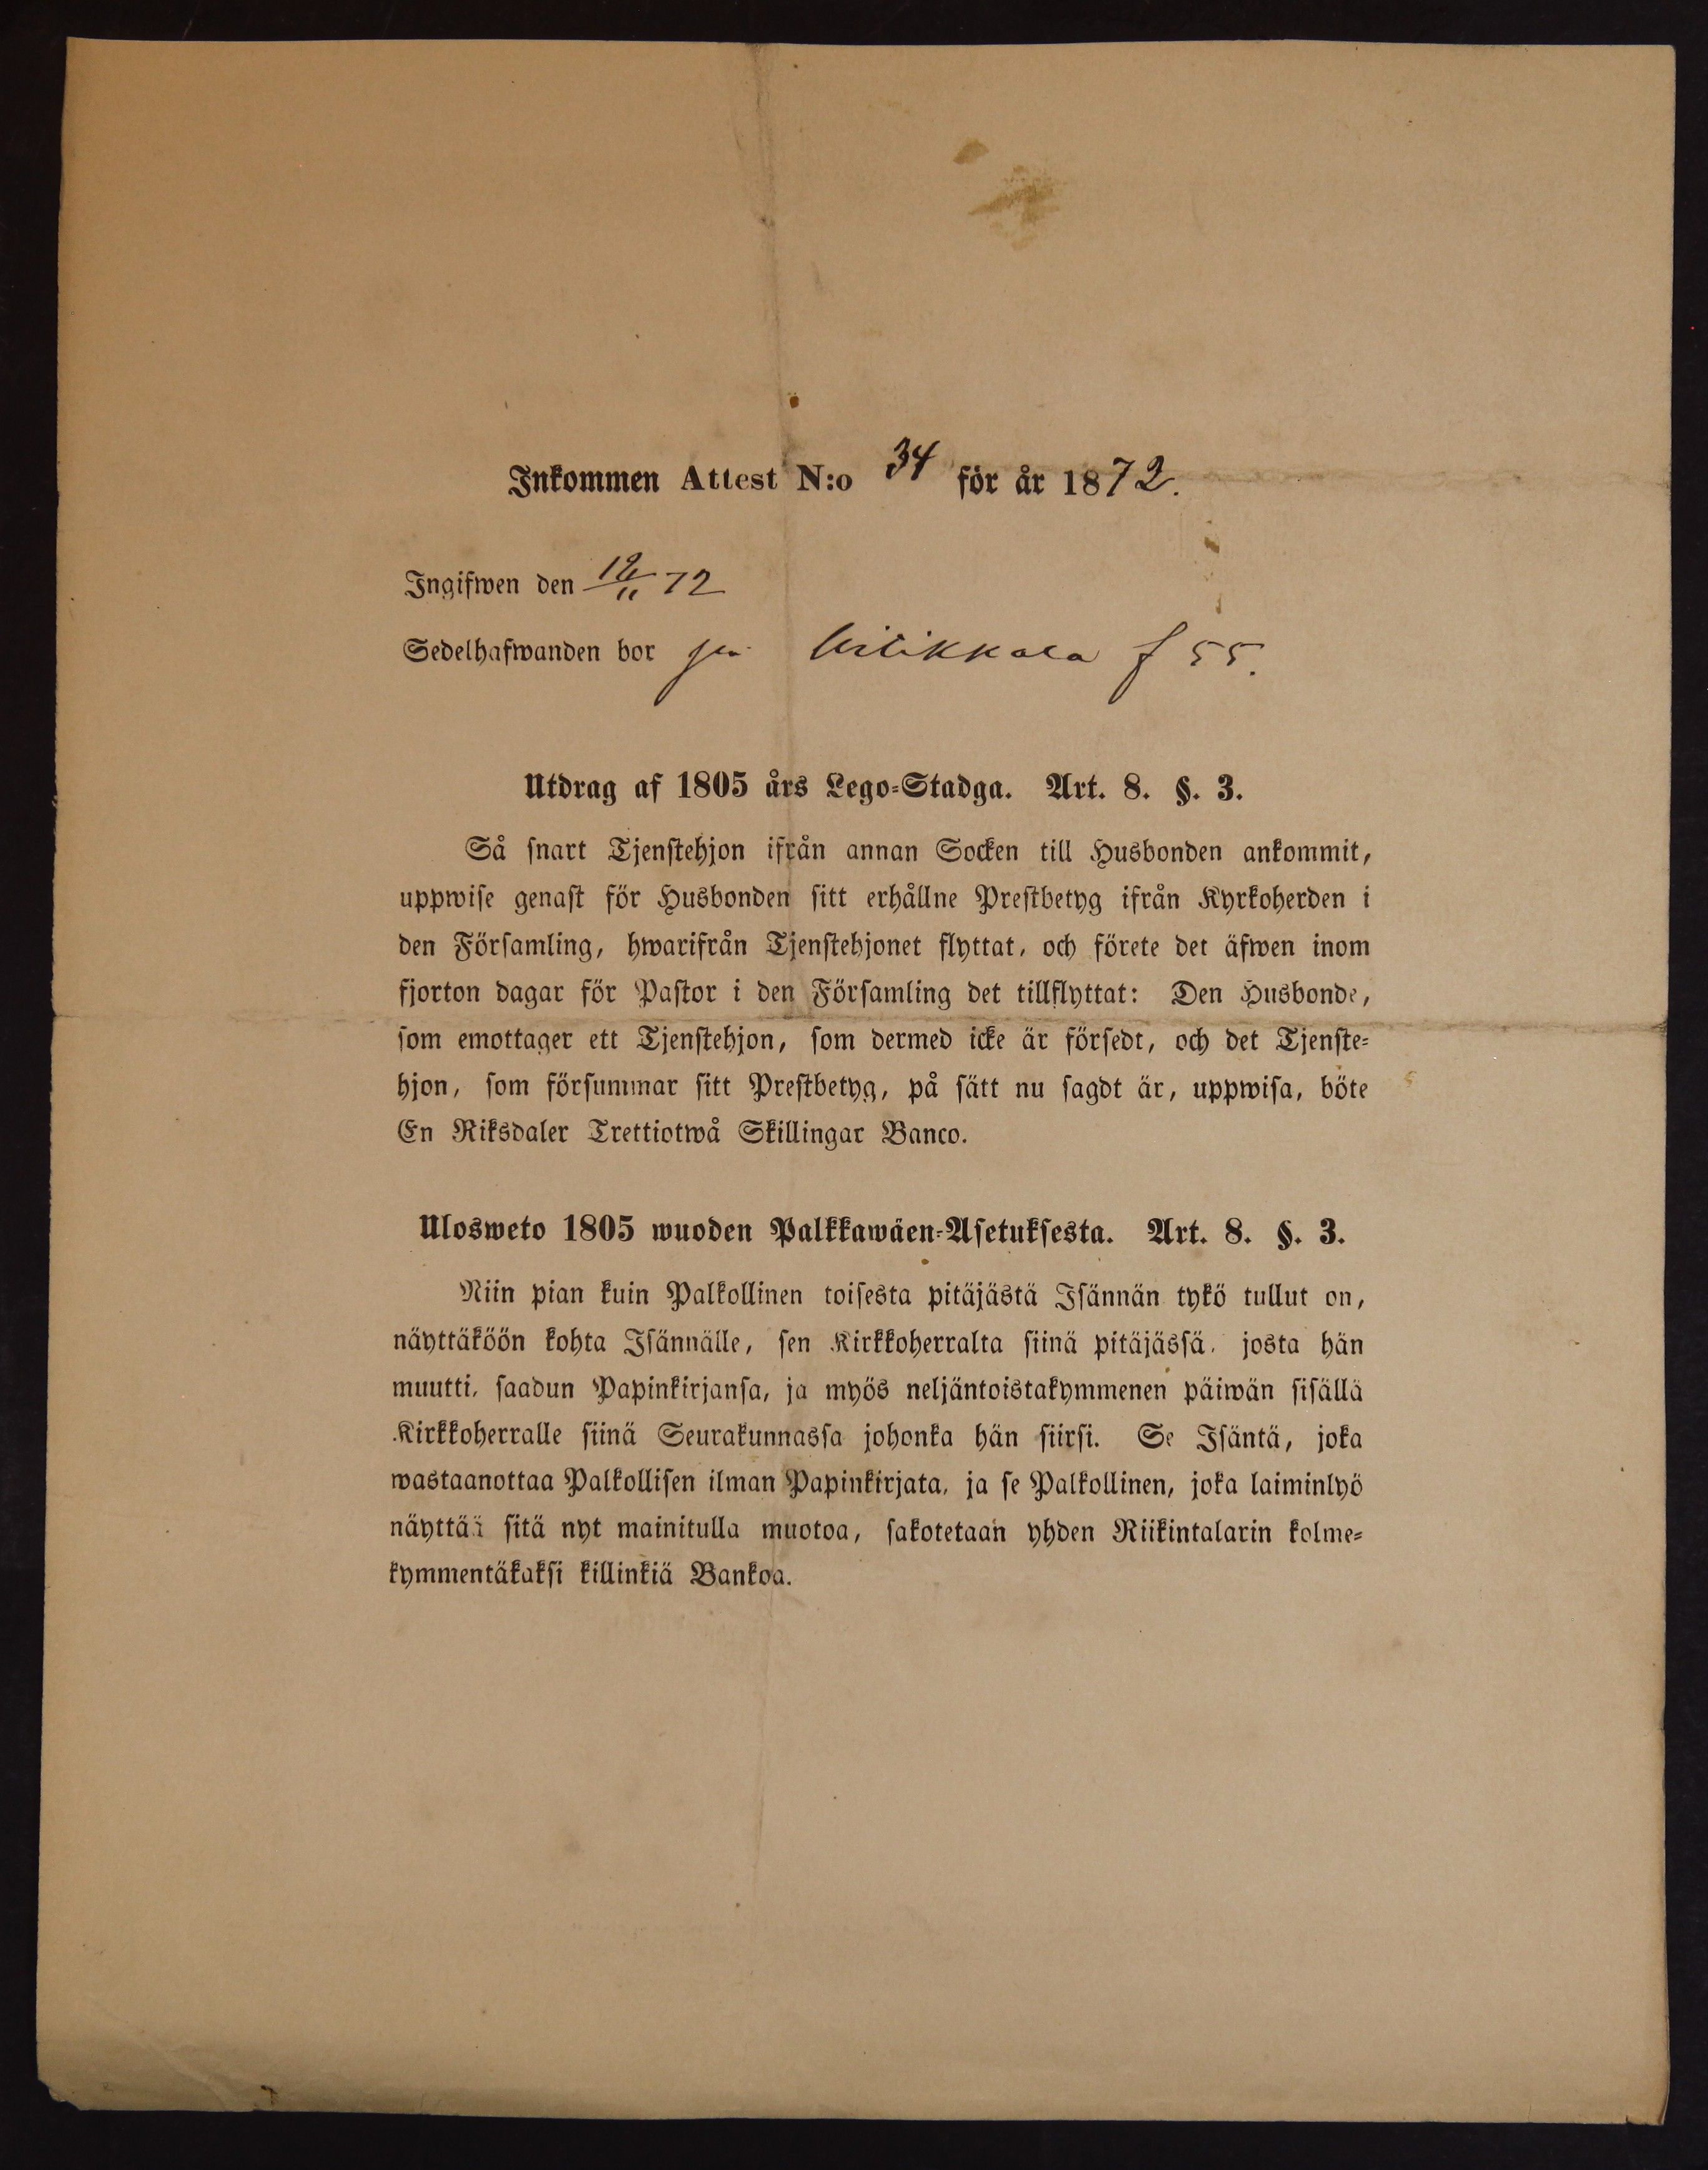 Inkommen Attest N:o 34 för år 1872.
Ingifwen den 12/11 72
Sedelhafwanden bor på f 55.
Utdrag af 1805 års Lego-Stadga. Art. 8. §. 3.
Så snart Tjenstehjon ifrån annan Socken till Husbonden ankommit,
uppwise genast för Husbonden sitt erhållne Prestbetyg ifrån Kyrkoherden i
den Församling, hwarifrån Tjenstehjonet flyttat, och förete det äfwen inom
fjorton dagar för Pastor i den Församling det tillflyttat: Den Husbonde,
som emottager ett Tjenstehjon, som dermed icke är försedt, och det Tjenste-
hjon, som försummar sitt Prestbetyg, på sätt nu sagdt är, uppwisa, böte
En Riksdaler Trettiotwå Skillingar Banco.
Ulosweto 1805 wuoden Palkkawäen-Asetuksesta. Art. 8. §. 3.
Niin pian kuin Palkollinen toisesta pitäjästä Isännän tykö tullut on,
näyttäköön kohta Isännälle, sen Kirkkoherralta siinä pitäjässä, josta hän
muutti, saadun Papinkirjansa, ja myös neljäntoistakymmenen päiwän sisällä
Kirkkoherralle siinä Seurakunnassa johonka hän siirsi. Se Isäntä, joka
wastaanottaa Palkollisen ilman Papinkirjata, ja se Palkollinen, joka laiminlyö
näyttää sitä nyt mainitulla muotoa, sakotetaan yhden Riikintalarin kolme-
kymmentäkaksi killinkiä Bankoa.